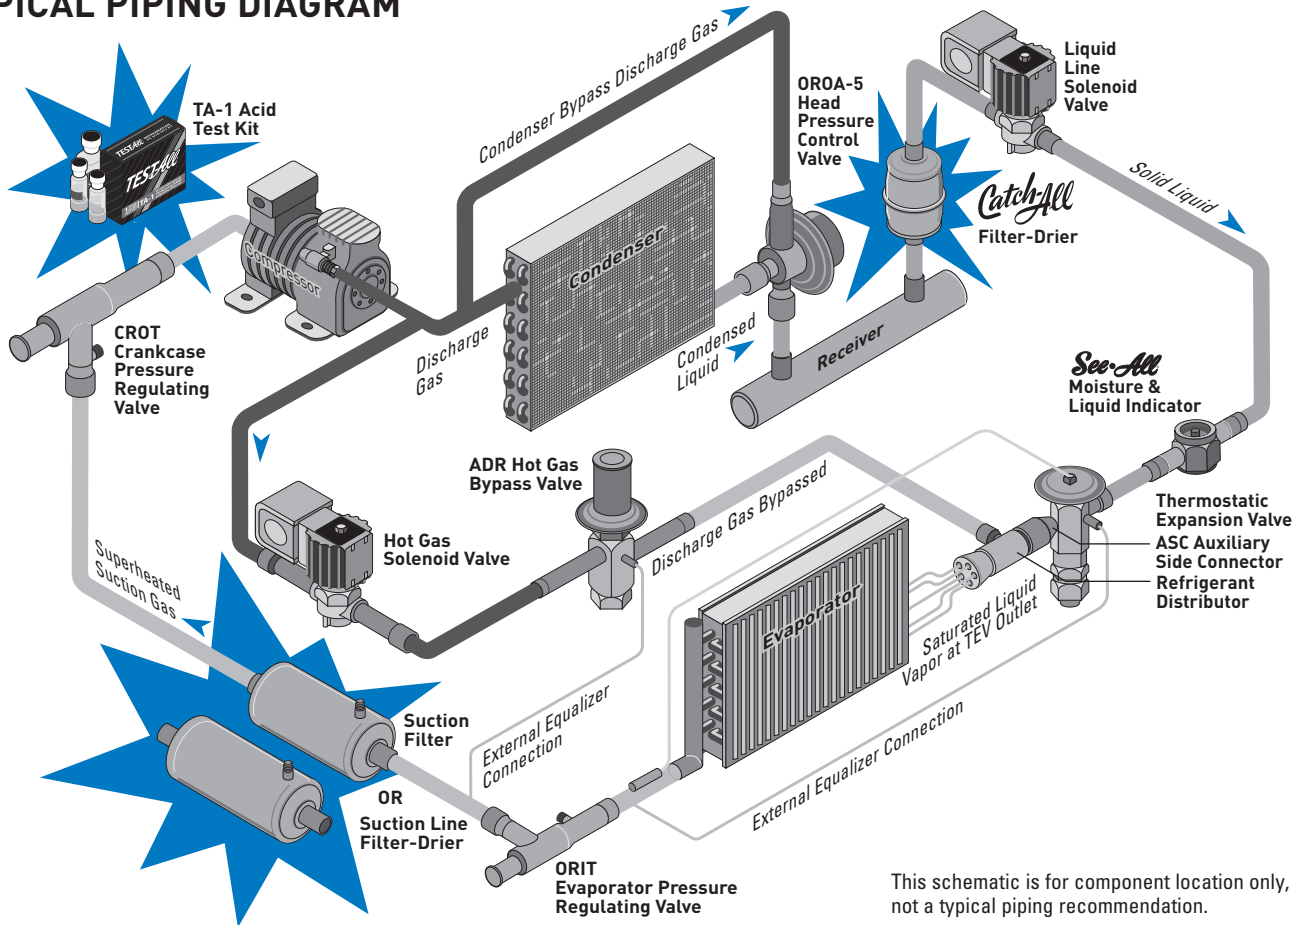 PICAL PIPING DIAGRAM
TA-1 Acid
Test Kit
TEST-All
TEST-All
TA-1
Compressor
CROT
Crankcase
Pressure
Regulating
Valve
Condenser Bypass Discharge Gas
Discharge
Gas
Condenser
Condensed
Liquid
OROA-5
Head
Pressure
Control
Valve
Receiver
Catch-All
Filter-Drier
Liquid
Line
Solenoid
Valve
Solid Liquid
See-All
Moisture &
Liquid Indicator
Thermostatic
Expansion Valve
ASC Auxiliary
Side Connector
Refrigerant
Distributor
ADR Hot Gas
Bypass Valve
Hot Gas
Solenoid Valve
Discharge Gas Bypassed
Superheated
Suction Gas
Evaporator
Saturated Liquid
Vapor at TEV Outlet
Suction
Filter
OR
Suction Line
Filter-Drier
External Equalizer
Connection
External Equalizer Connection
ORIT
Evaporator Pressure
Regulating Valve
This schematic is for component location only,
not a typical piping recommendation.